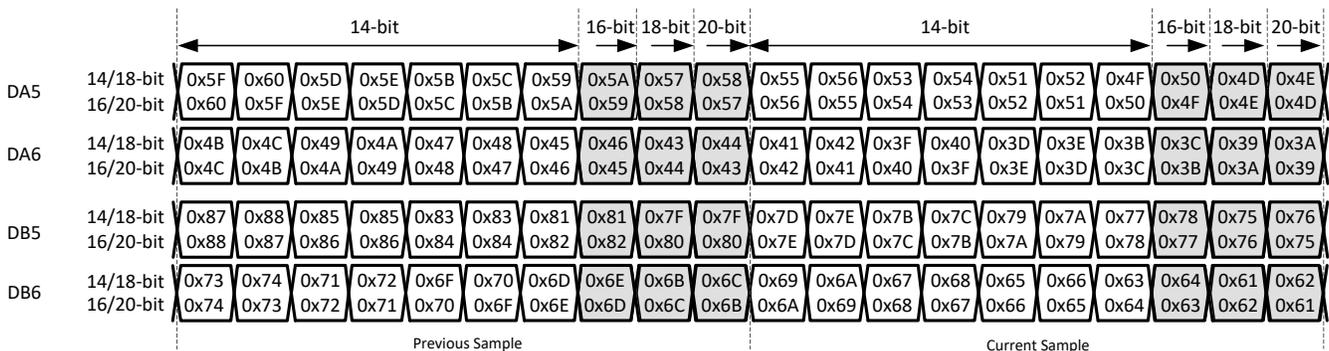 14-bit 16-bit 18-bit 20-bit 14-bit 16-bit 18-bit 20-bit
DA5
14/18-bit 0x5F 0x60 0x5D 0x5E 0x5B 0x5C 0x59 0x5A 0x57 0x58 0x55 0x56 0x53 0x54 0x51 0x52 0x4F 0x50 0x4D 0x4E
16/20-bit 0x60 0x5F 0x5E 0x5D 0x5C 0x5B 0x5A 0x59 0x58 0x57 0x56 0x55 0x54 0x53 0x52 0x51 0x50 0x4F 0x4E 0x4D
DA6
14/18-bit 0x4B 0x4C 0x49 0x4A 0x47 0x48 0x45 0x46 0x43 0x44 0x41 0x42 0x3F 0x40 0x3D 0x3E 0x3B 0x3C 0x39 0x3A
16/20-bit 0x4C 0x4B 0x4A 0x49 0x48 0x47 0x46 0x45 0x44 0x43 0x42 0x41 0x40 0x3F 0x3E 0x3D 0x3C 0x3B 0x3A 0x39
DB5
14/18-bit 0x87 0x88 0x85 0x85 0x83 0x83 0x81 0x81 0x7F 0x7F 0x7D 0x7E 0x7B 0x7C 0x79 0x7A 0x77 0x78 0x75 0x76
16/20-bit 0x88 0x87 0x86 0x86 0x84 0x84 0x82 0x82 0x80 0x80 0x7E 0x7D 0x7C 0x7B 0x7A 0x79 0x78 0x77 0x76 0x75
DB6
14/18-bit 0x73 0x74 0x71 0x72 0x6F 0x70 0x6D 0x6E 0x6B 0x6C 0x69 0x6A 0x67 0x68 0x65 0x66 0x63 0x64 0x61 0x62
16/20-bit 0x74 0x73 0x72 0x71 0x70 0x6F 0x6E 0x6D 0x6C 0x6B 0x6A 0x69 0x68 0x67 0x66 0x65 0x64 0x63 0x62 0x61
Previous Sample Current Sample